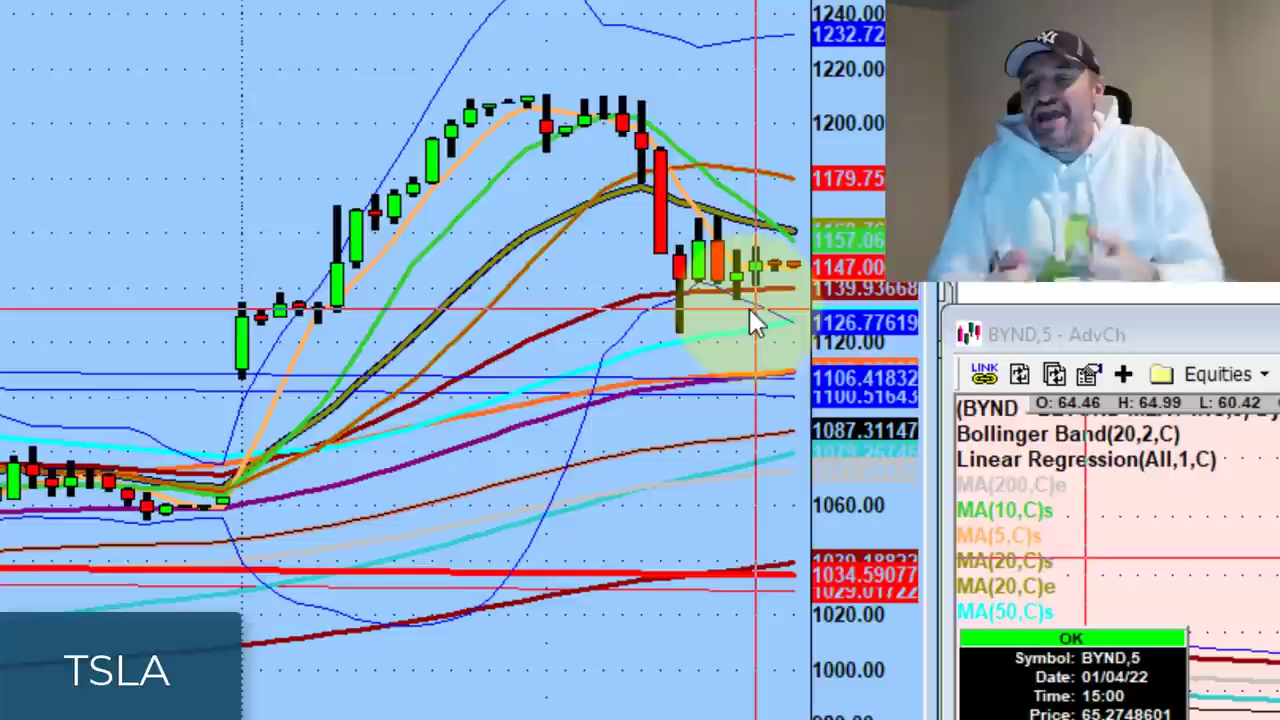 1240.00
1232.72
1220.00
1200.00
1179.75
1157.06
1147.00
1139.93668
1126.77619
1120.00
1106.41832
1100.51643
1087.31147
1060.00
1034.59077
1029.01722
1020.00
1000.00
TSLA
BYND,5 - AdvCh
LINK
Equities
(BYND
O: 64.46 H: 64.99 L: 60.42
Bollinger Band(20,2,C)
Linear Regression(All,1,C)
MA(200,C)e
MA(10,C)s
MA(5,C)s
MA(20,C)s
MA(20,C)e
MA(50,C)s
OK
Symbol: BYND,5
Date: 01/04/22
Time: 15:00
Price: 65.2748601